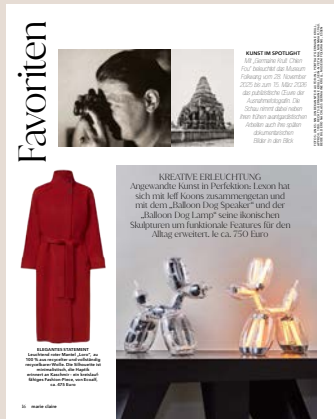 Favoriten
KUNST IM SPOTLIGHT
Mit „Germaine Krull: Chien
Fou" beleuchtet das Museum
Folkwang vom 28. November
2025 bis zum 15. März 2026
das publizistische Œuvre der
Ausnahmefotografin. Die
Schau nimmt dabei neben
ihren frühen avantgardistischen
Arbeiten auch ihre späten
dokumentarischen
Bilder in den Blick
KREATIVE ERLEUCHTUNG
Angewandte Kunst in Perfektion: Lexon hat
sich mit Jeff Koons zusammengetan und
mit dem „Balloon Dog Speaker" und der
„Balloon Dog Lamp" seine ikonischen
Skulpturen um funktionale Features für den
Alltag erweitert. Je ca. 750 Euro
ELEGANTES STATEMENT
Leuchtend roter Mantel „Loro", zu
100 % aus recycelter und vollständig
recycelbarer Wolle. Die Silhouette ist
minimalistisch, die Haptik
erinnert an Kaschmir – ein kreislauf-
fähiges Fashion-Piece, von Ecoalf,
ca. 675 Euro
marie claire